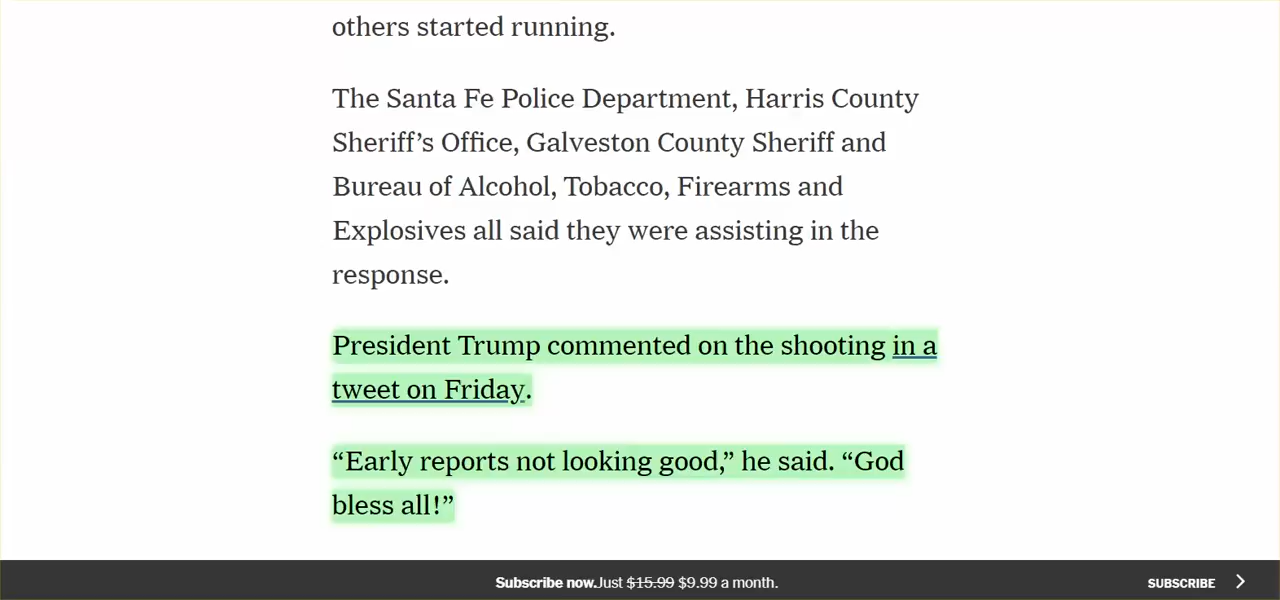 others started running.
The Santa Fe Police Department, Harris County
Sheriff’s Office, Galveston County Sheriff and
Bureau of Alcohol, Tobacco, Firearms and
Explosives all said they were assisting in the
response.
President Trump commented on the shooting in a
tweet on Friday.
“Early reports not looking good,” he said. “God
bless all!”
Subscribe now.Just $15.99 $9.99 a month. SUBSCRIBE